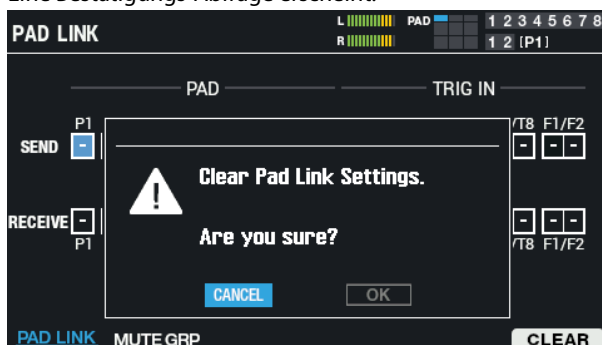 Eine Bestätigungs-Abfrage erscheint.
PAD LINK L R PAD 1 2 3 4 5 6 7 8
1 2 [P1]
PAD TRIG IN
P1 /T8 F1/F2
SEND - - - -
Clear Pad Link Settings.
Are you sure?
RECEIVE - - - -
P1 /T8 F1/F2
CANCEL OK
PAD LINK MUTE GRP CLEAR